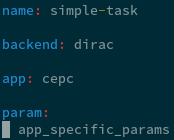 name: simple-task
backend: dirac
app: cepc
param:
app_specific_params